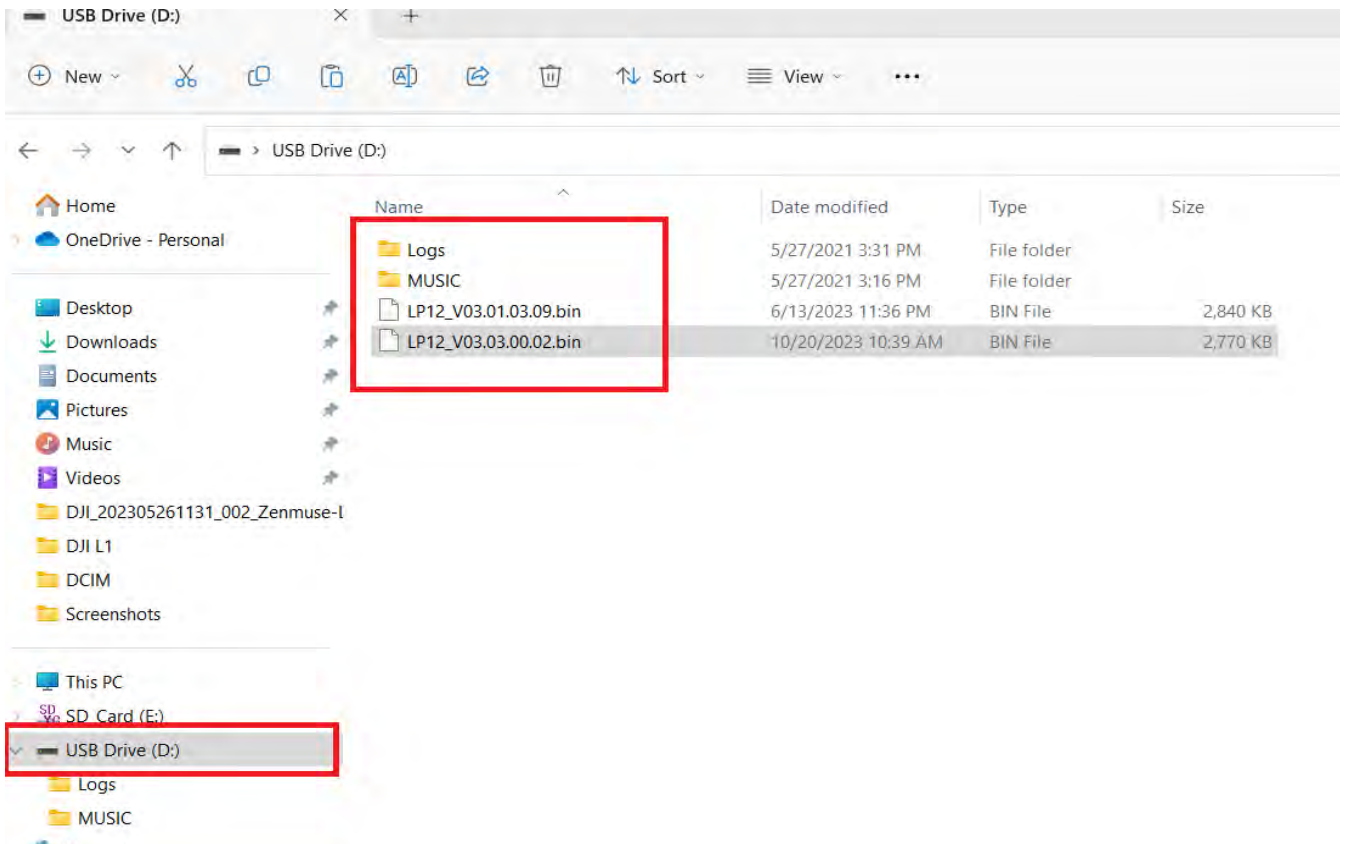 USB Drive (D:)
New
Sort
View
USB Drive (D:)
Home
OneDrive - Personal
Desktop
Downloads
Documents
Pictures
Music
Videos
DJI_202305261131_002_Zenmuse-L
DJI L1
DCIM
Screenshots
This PC
SD_Card (E:)
USB Drive (D:)
Logs
MUSIC
Name Date modified Type Size
Logs 5/27/2021 3:31 PM File folder
MUSIC 5/27/2021 3:16 PM File folder
LP12_V03.01.03.09.bin 6/13/2023 11:36 PM BIN File 2,840 KB
LP12_V03.03.00.02.bin 10/20/2023 10:39 AM BIN File 2,770 KB